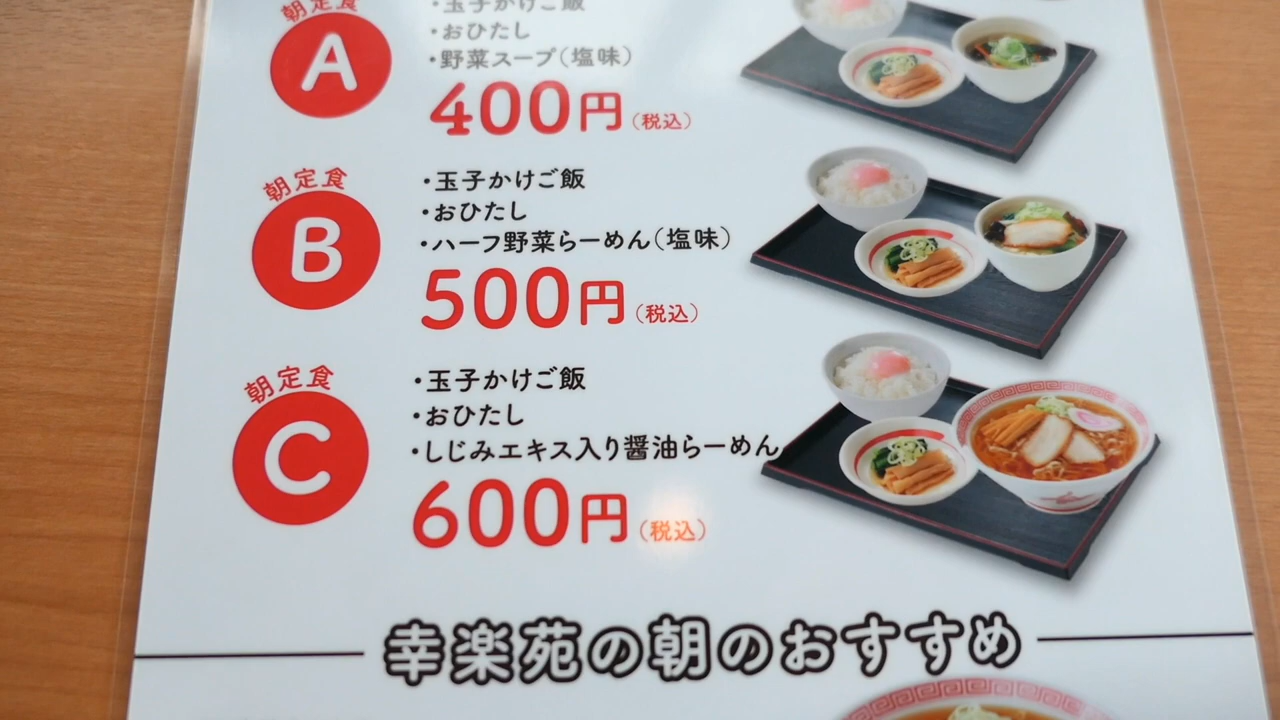 朝定食
A
・玉子かけご飯
・おひたし
・野菜スープ（塩味）
400円（税込）
朝定食
B
・玉子かけご飯
・おひたし
・ハーフ野菜らーめん（塩味）
500円（税込）
朝定食
C
・玉子かけご飯
・おひたし
・しじみエキス入り醤油らーめん
600円（税込）
幸楽苑の朝のおすすめ